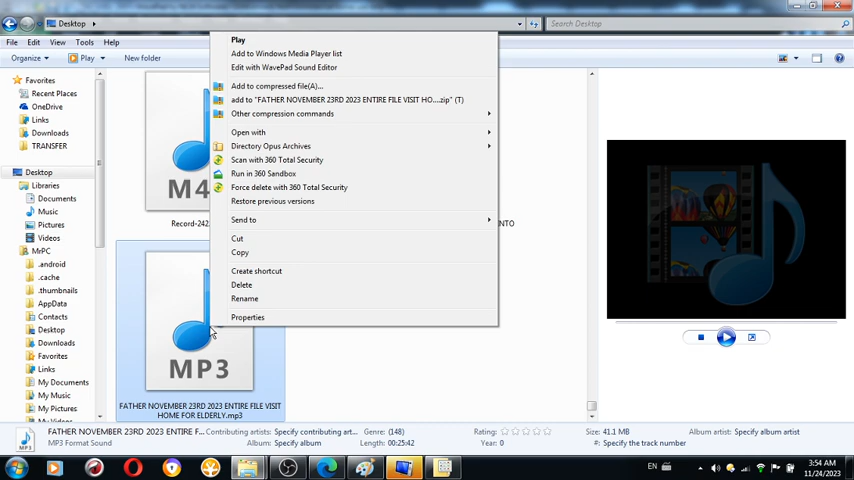 Desktop
Search Desktop
File Edit View Tools Help
Organize Play New folder
Favorites
Recent Places
OneDrive
Links
Downloads
TRANSFER
Desktop
Libraries
Documents
Music
Pictures
Videos
MrPC
.android
.cache
.thumbnails
AppData
Contacts
Desktop
Downloads
Favorites
Links
My Documents
My Music
My Pictures
M4
Record-242
NTO
MP3
FATHER NOVEMBER 23RD 2023 ENTIRE FILE VISIT
HOME FOR ELDERLY.mp3
Play
Add to Windows Media Player list
Edit with WavePad Sound Editor
Add to compressed file(A)...
add to "FATHER NOVEMBER 23RD 2023 ENTIRE FILE VISIT HO....zip" (T)
Other compression commands
Open with
Directory Opus Archives
Scan with 360 Total Security
Run in 360 Sandbox
Force delete with 360 Total Security
Restore previous versions
Send to
Cut
Copy
Create shortcut
Delete
Rename
Properties
FATHER NOVEMBER 23RD 2023 ENTIRE F... Contributing artists: Specify contributing art... Genre: (148) Rating: Size: 41.1 MB Album artist: Specify album artist
MP3 Format Sound Album: Specify album Length: 00:25:42 Year: 0 #: Specify the track number
EN
3:54 AM
11/24/2023